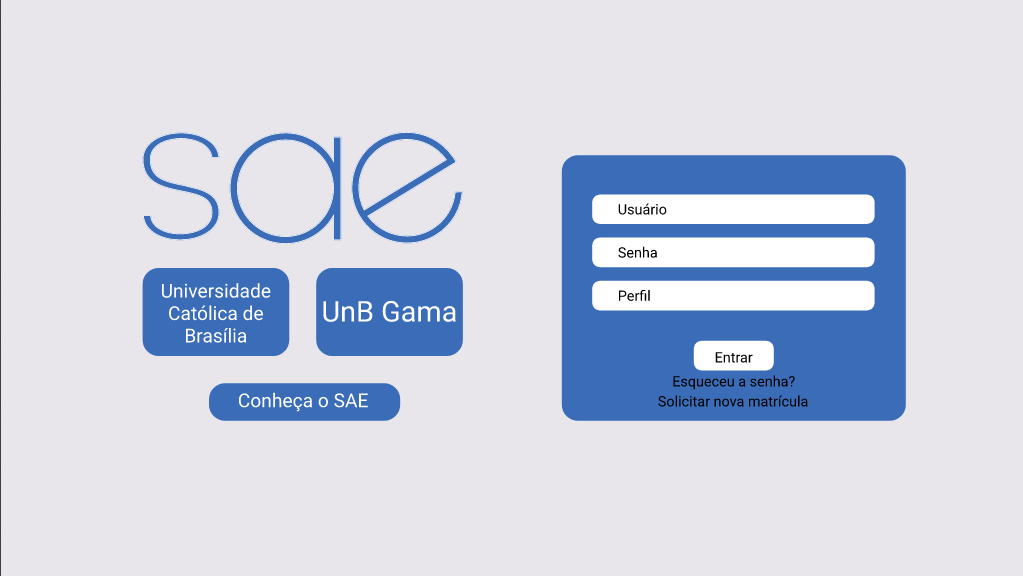 sae
Universidade
Católica de
Brasília
UnB Gama
Conheça o SAE
Usuário
Senha
Perfil
Entrar
Esqueceu a senha?
Solicitar nova matrícula